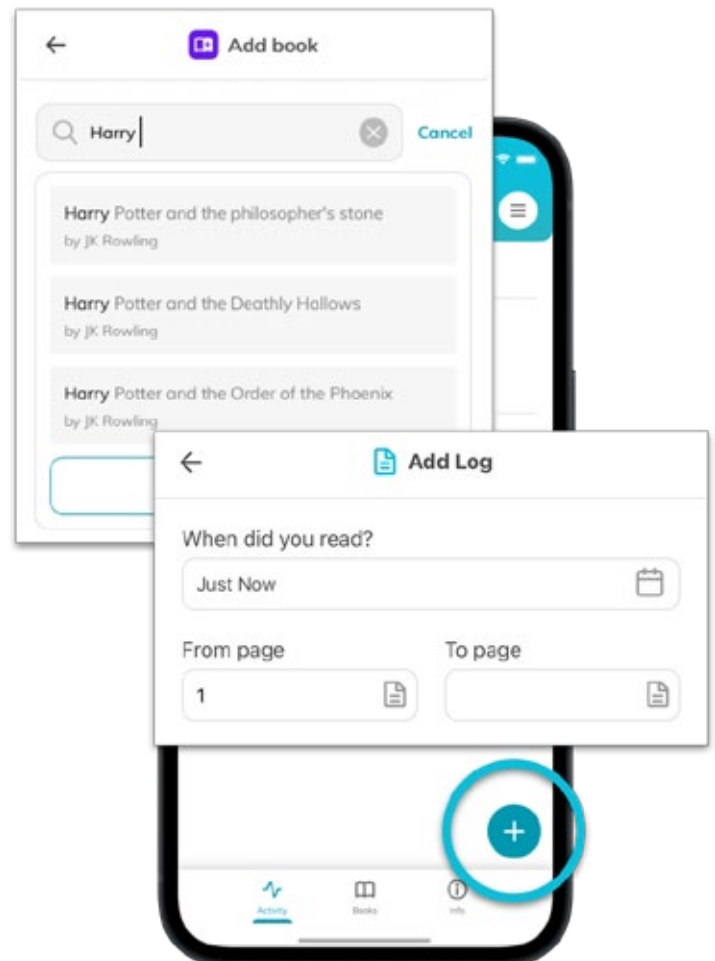 Add book
Harry
Cancel
Harry Potter and the philosopher's stone
by JK Rowling
Harry Potter and the Deathly Hallows
by JK Rowling
Harry Potter and the Order of the Phoenix
by JK Rowling
Add Log
When did you read?
Just Now
From page
To page
1
Activity
Books
Info